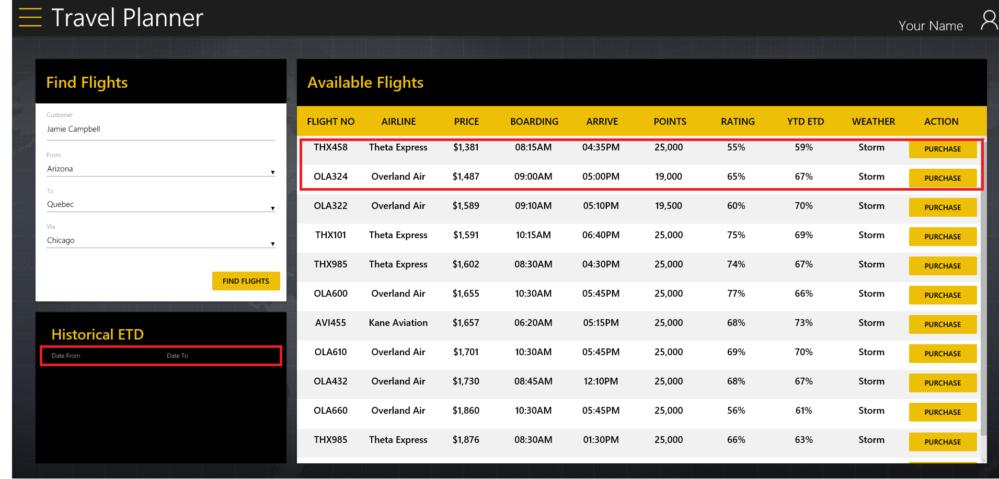 Travel Planner
Your Name
Find Flights
Customer
Jamie Campbell
From
Arizona
To
Quebec
Via
Chicago
FIND FLIGHTS
Historical ETD
Date From Date To
Available Flights
FLIGHT NO AIRLINE PRICE BOARDING ARRIVE POINTS RATING YTD ETD WEATHER ACTION
THX458 Theta Express $1,381 08:15AM 04:35PM 25,000 55% 59% Storm PURCHASE
OLA324 Overland Air $1,487 09:00AM 05:00PM 19,000 65% 67% Storm PURCHASE
OLA322 Overland Air $1,589 09:10AM 05:10PM 19,500 60% 70% Storm PURCHASE
THX101 Theta Express $1,591 10:15AM 06:40PM 25,000 75% 69% Storm PURCHASE
THX985 Theta Express $1,602 08:30AM 04:30PM 25,000 74% 67% Storm PURCHASE
OLA600 Overland Air $1,655 10:30AM 05:45PM 25,000 77% 66% Storm PURCHASE
AVI455 Kane Aviation $1,657 06:20AM 05:15PM 25,000 68% 73% Storm PURCHASE
OLA610 Overland Air $1,701 10:30AM 05:45PM 25,000 69% 70% Storm PURCHASE
OLA432 Overland Air $1,730 08:45AM 12:10PM 25,000 68% 67% Storm PURCHASE
OLA660 Overland Air $1,860 10:30AM 05:45PM 25,000 56% 61% Storm PURCHASE
THX985 Theta Express $1,876 08:30AM 01:30PM 25,000 66% 63% Storm PURCHASE